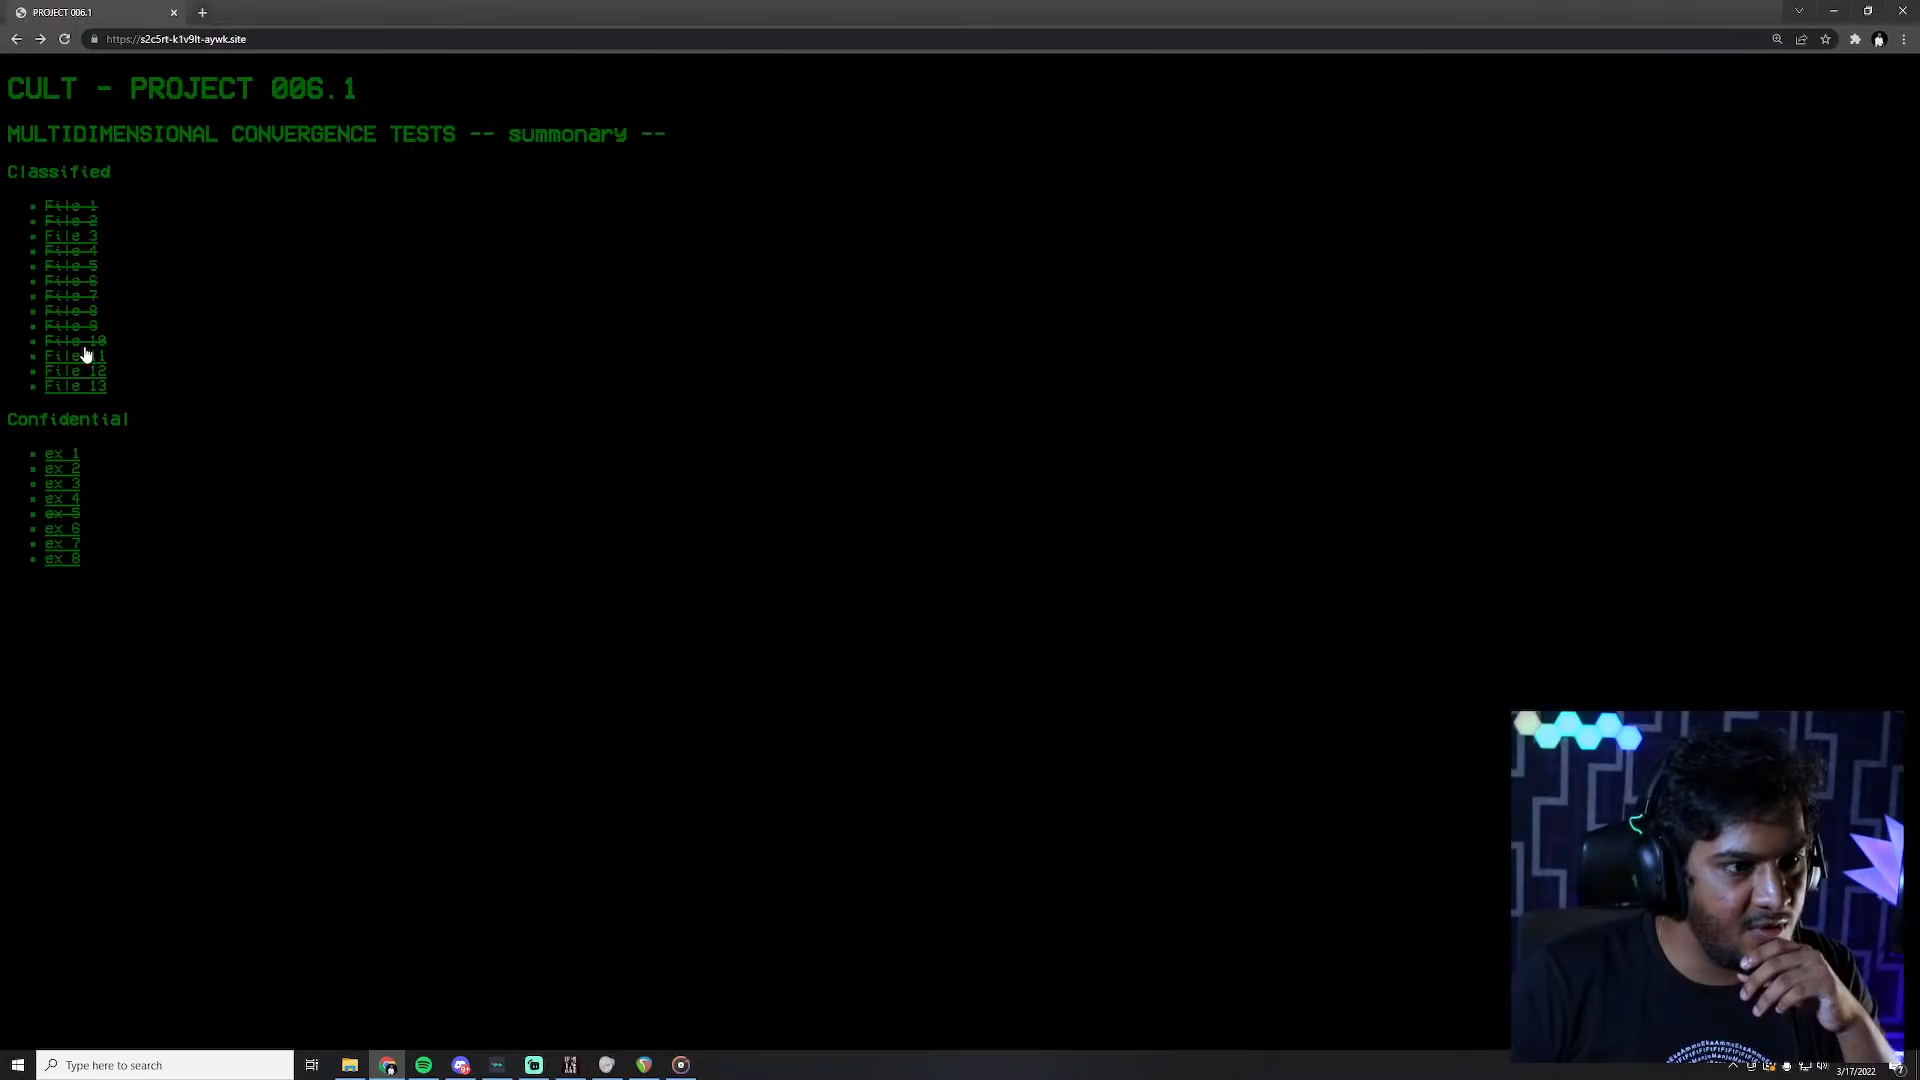 PROJECT 006.1
https://s2c5rt-k1v9lt-aywk.site
CULT - PROJECT 006.1
MULTIDIMENSIONAL CONVERGENCE TESTS -- summonary --
Classified
File 1
File 2
File 3
File 4
File 5
File 6
File 7
File 8
File 9
File 10
File 11
File 12
File 13
Confidential
ex 1
ex 2
ex 3
ex 4
ex 5
ex 6
ex 7
ex 8
Type here to search
3/17/2022
7